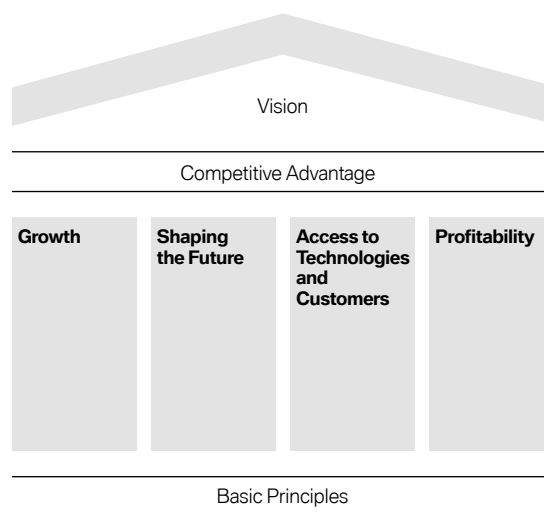 Vision
Competitive Advantage
Growth
Shaping
the Future
Access to
Technologies
and
Customers
Profitability
Basic Principles